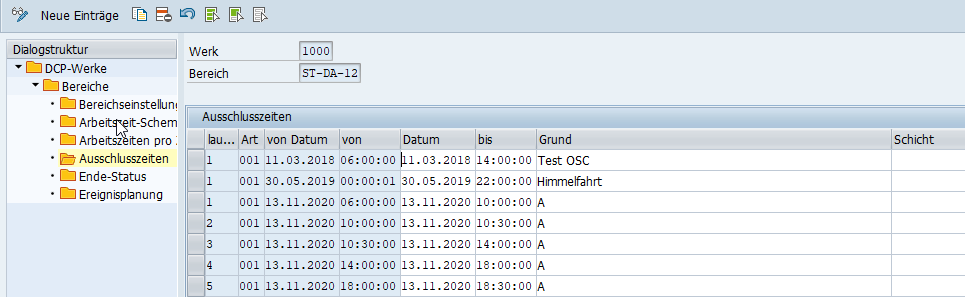 Neue Einträge
Dialogstruktur
DCP-Werke
Bereiche
Bereichseinstellung
Arbeitszeit-Schem
Arbeitszeiten pro
Ausschlusszeiten
Ende-Status
Ereignisplanung
Werk 1000
Bereich ST-DA-12
Ausschlusszeiten
lau... Art von Datum von Datum bis Grund Schicht
1 001 11.03.2018 06:00:00 11.03.2018 14:00:00 Test OSC
1 001 30.05.2019 00:00:01 30.05.2019 22:00:00 Himmelfahrt
1 001 13.11.2020 06:00:00 13.11.2020 10:00:00 A
2 001 13.11.2020 10:00:00 13.11.2020 10:30:00 A
3 001 13.11.2020 10:30:00 13.11.2020 14:00:00 A
4 001 13.11.2020 14:00:00 13.11.2020 18:00:00 A
5 001 13.11.2020 18:00:00 13.11.2020 18:30:00 A